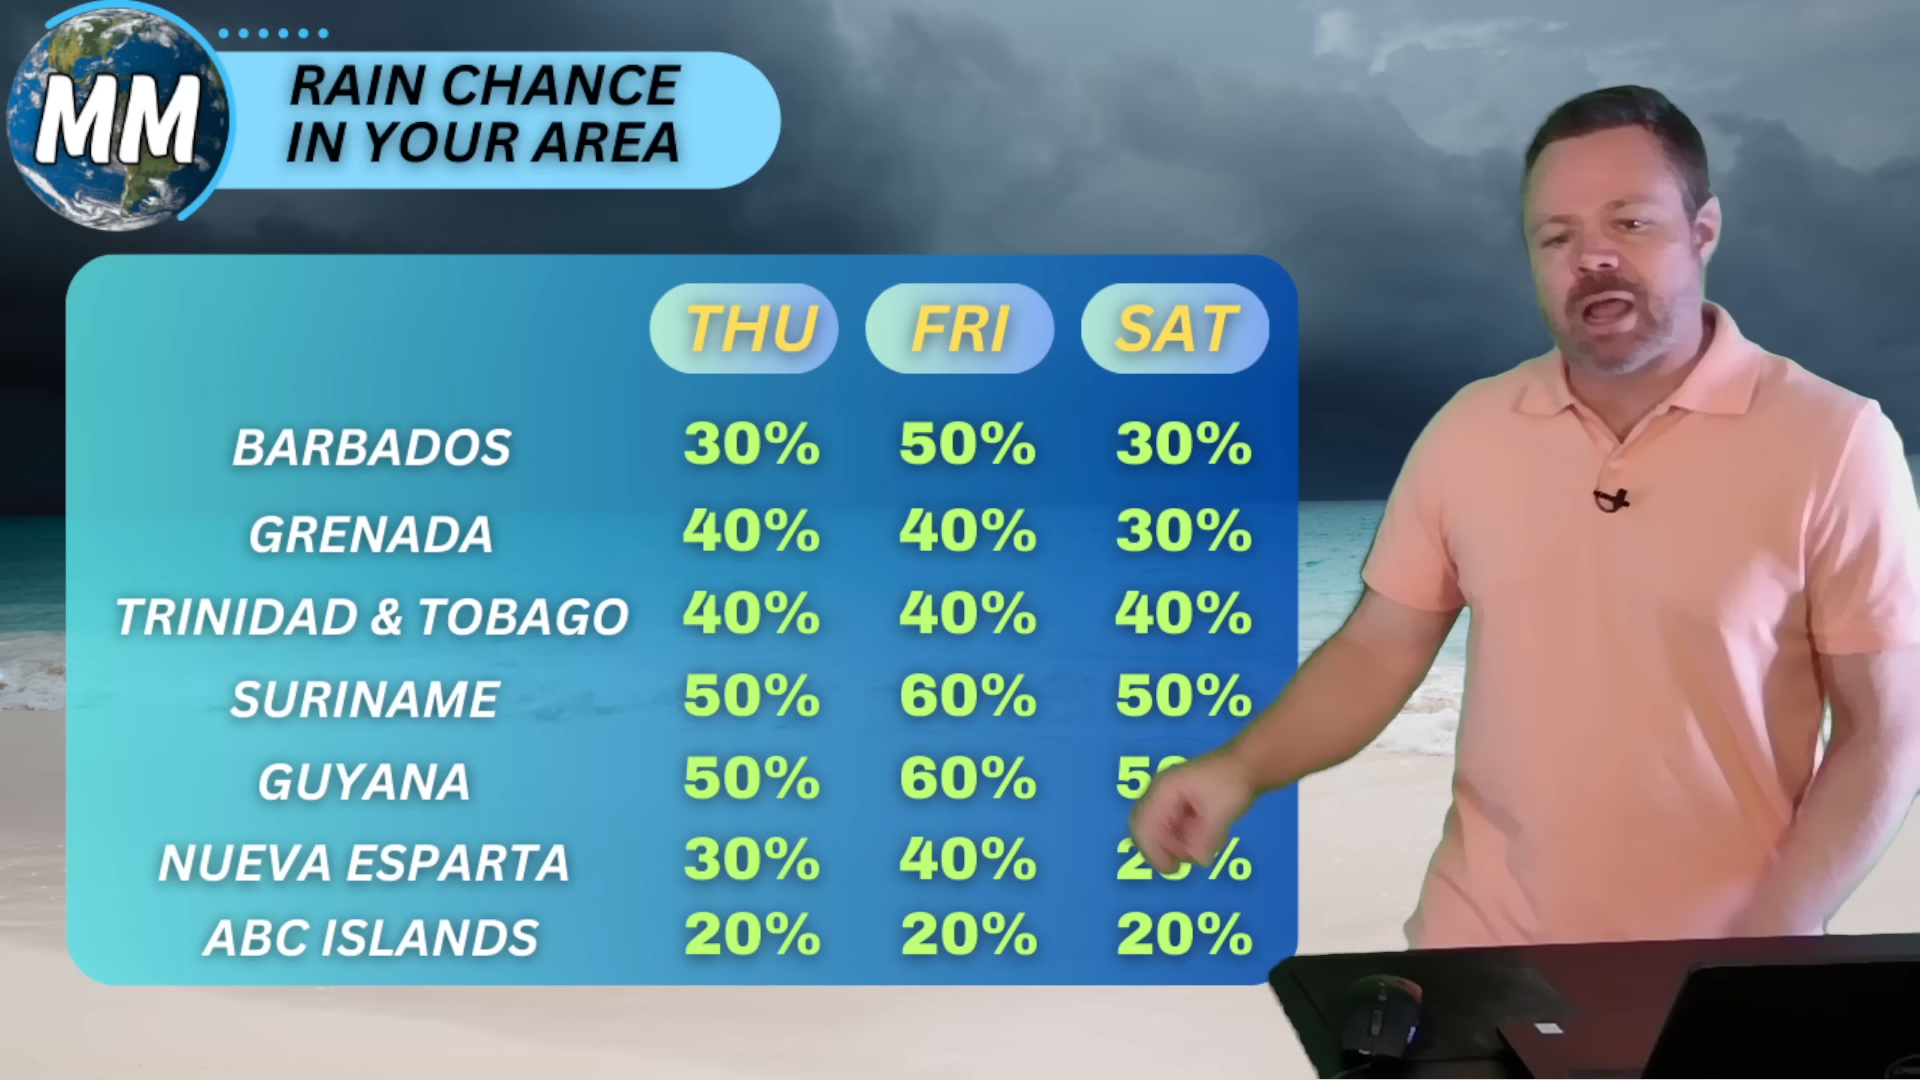 MM
RAIN CHANCE
IN YOUR AREA
THU FRI SAT
BARBADOS 30% 50% 30%
GRENADA 40% 40% 30%
TRINIDAD & TOBAGO 40% 40% 40%
SURINAME 50% 60% 50%
GUYANA 50% 60%
NUEVA ESPARTA 30% 40%
ABC ISLANDS 20% 20% 20%